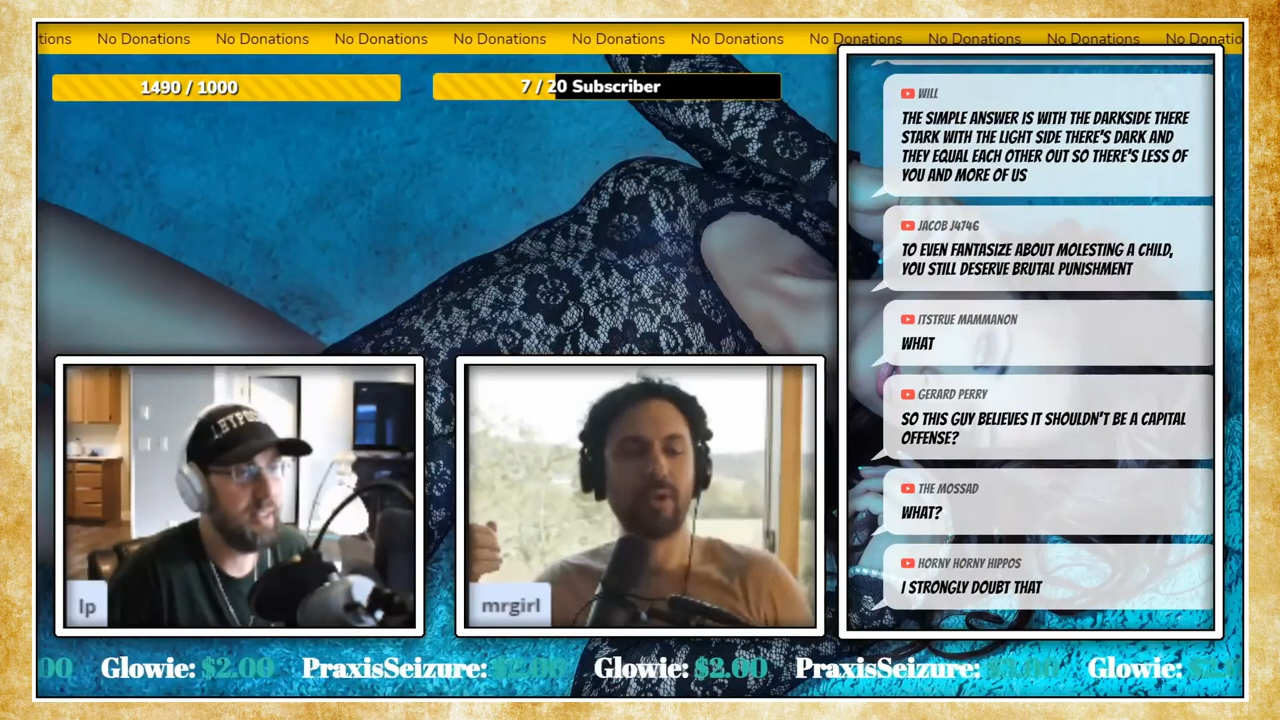 No Donations No Donations No Donations No Donations No Donations No Donations No Donations No Donations No Donations
1490 / 1000
7 / 20 Subscriber
WILL
THE SIMPLE ANSWER IS WITH THE DARKSIDE THERE
STARK WITH THE LIGHT SIDE THERE'S DARK AND
THEY EQUAL EACH OTHER OUT SO THERE'S LESS OF
YOU AND MORE OF US
JACOB J4746
TO EVEN FANTASIZE ABOUT MOLESTING A CHILD,
YOU STILL DESERVE BRUTAL PUNISHMENT
ITSTRUE MAMMANON
WHAT
GERARD PERRY
SO THIS GUY BELIEVES IT SHOULDN'T BE A CAPITAL
OFFENSE?
THE MOSSAD
WHAT?
HORNY HORNY HIPPOS
I STRONGLY DOUBT THAT
lp
mrgirl
00 Glowie: $2.00 PraxisSeizure: Glowie: $2.00 PraxisSeizure: Glowie: